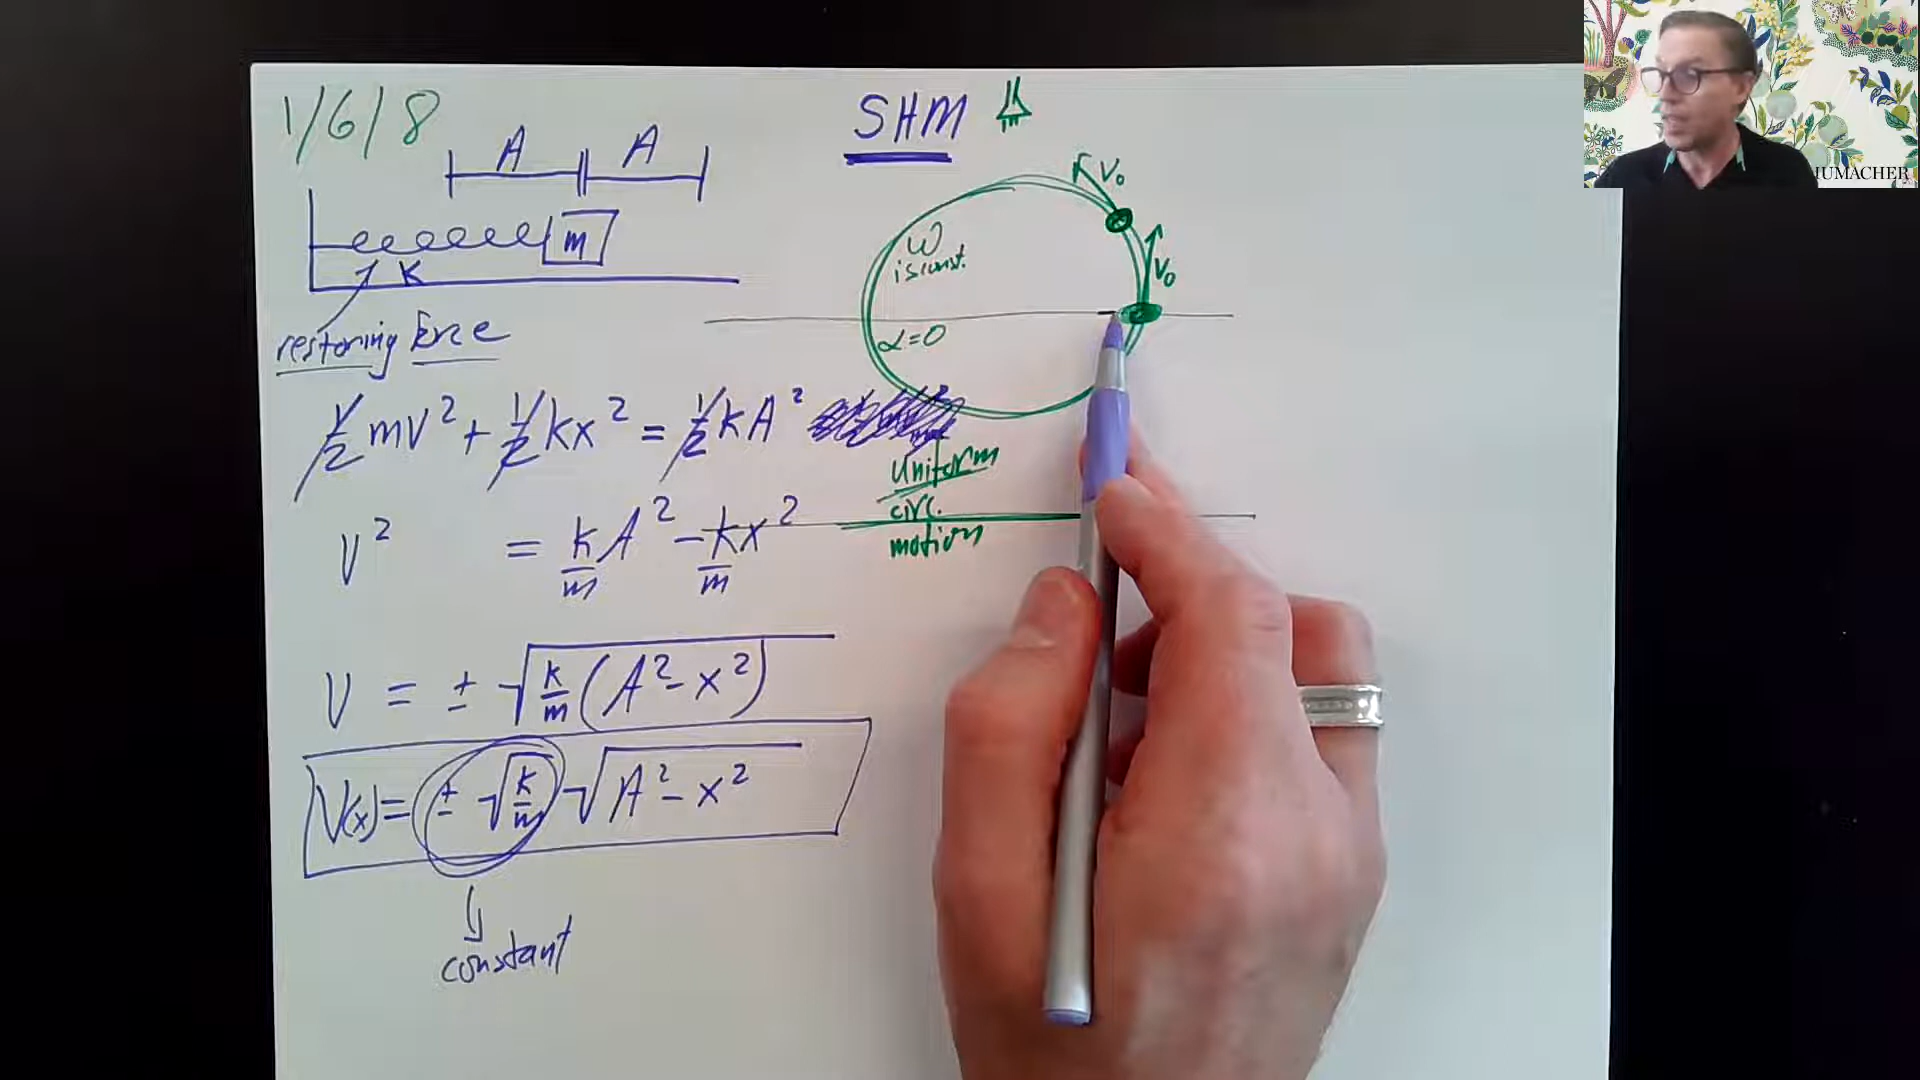 1/6/8
SHM
A A
m
K
restoring force
½mv² + ½kx² = ½kA²
v² = k/m A² - k/m x²
v = ± √(k/m (A² - x²))
v(x) = ± √(k/m) √(A² - x²)
constant
V₀
V₀
ω
is const.
α=0
Uniform
circ.
motion
HUMACHER